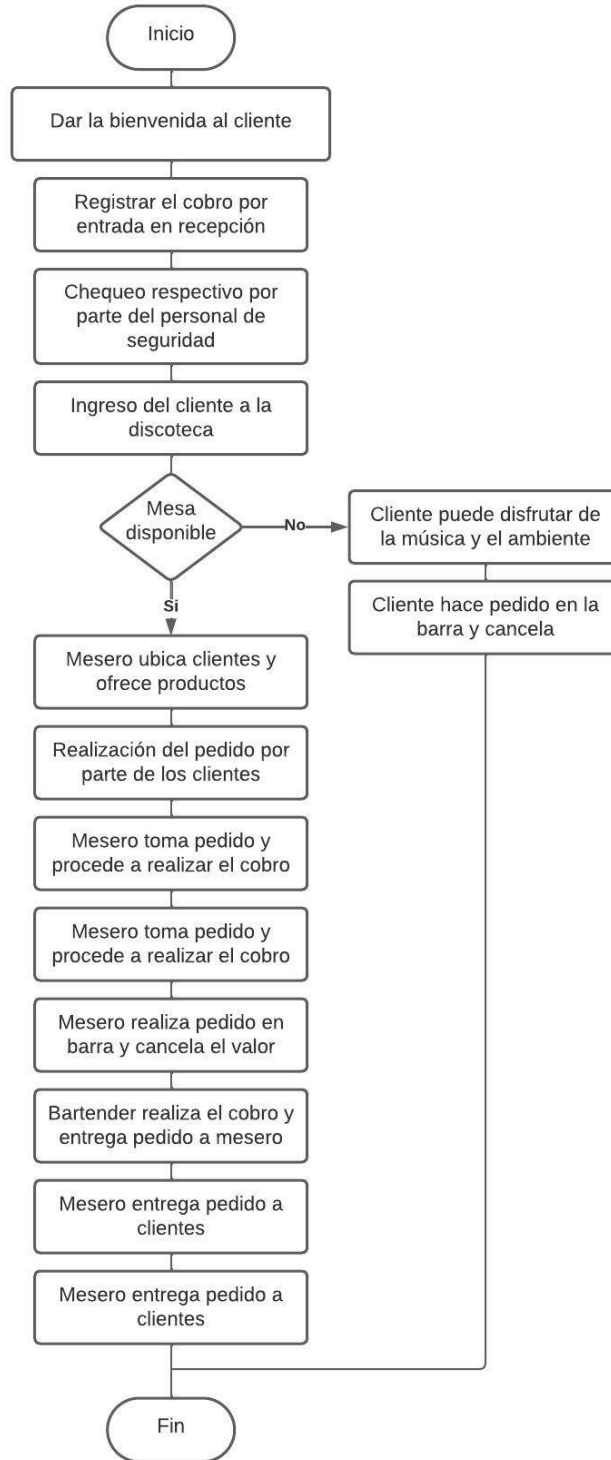 Inicio
Dar la bienvenida al cliente
Registrar el cobro por
entrada en recepción
Chequeo respectivo por
parte del personal de
seguridad
Ingreso del cliente a la
discoteca
Mesa
disponible
No
Cliente puede disfrutar de
la música y el ambiente
Cliente hace pedido en la
barra y cancela
Si
Mesero ubica clientes y
ofrece productos
Realización del pedido por
parte de los clientes
Mesero toma pedido y
procede a realizar el cobro
Mesero toma pedido y
procede a realizar el cobro
Mesero realiza pedido en
barra y cancela el valor
Bartender realiza el cobro y
entrega pedido a mesero
Mesero entrega pedido a
clientes
Mesero entrega pedido a
clientes
Fin